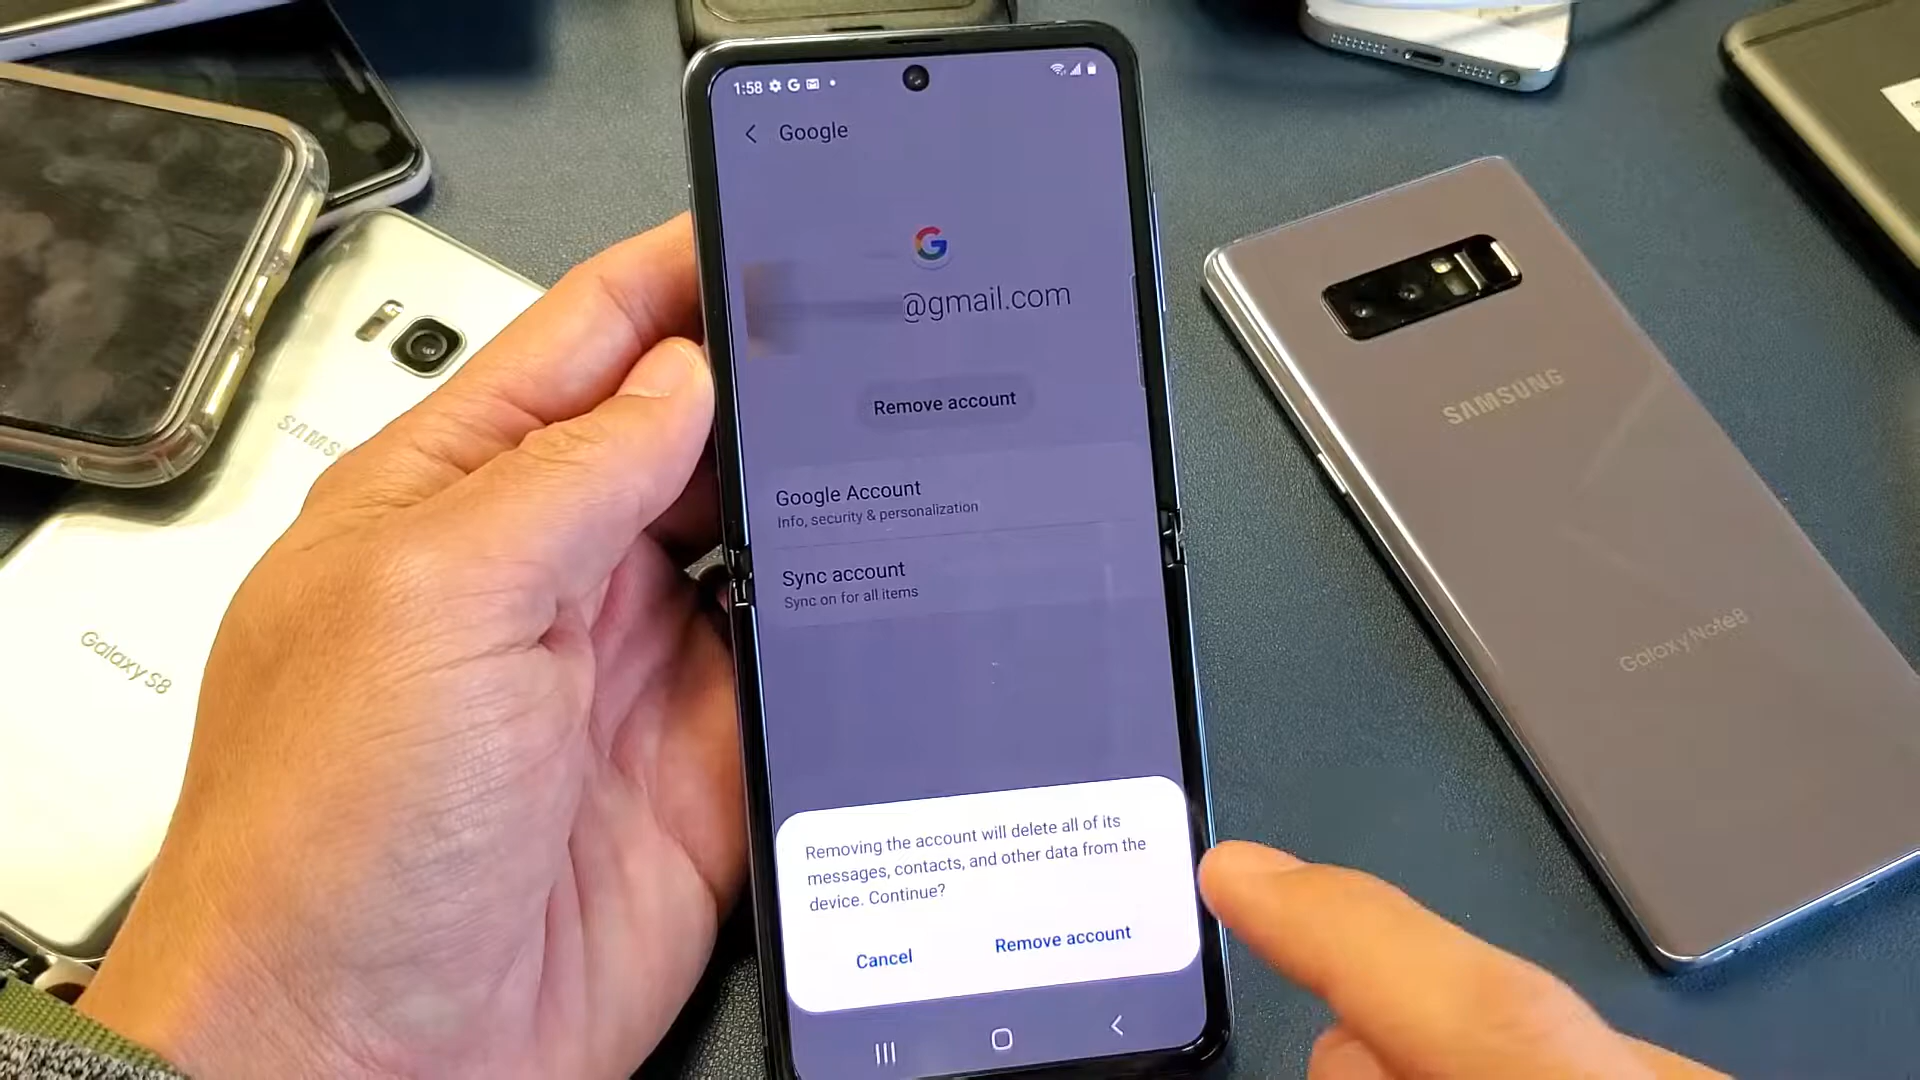 1:58
Google
@gmail.com
Remove account
Google Account
Info, security & personalization
Sync account
Sync on for all items
Removing the account will delete all of its
messages, contacts, and other data from the
device. Continue?
Cancel
Remove account
SAMS
Galaxy S8
SAMSUNG
Galaxy Note8